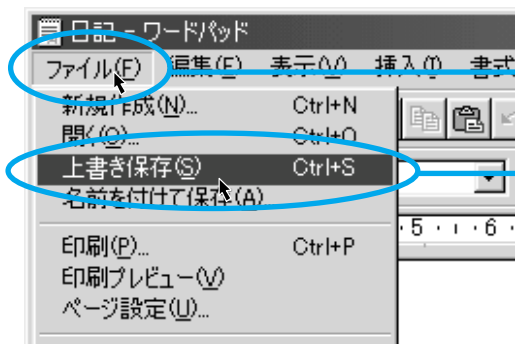 日記 - ワードパッド
ファイル(F) 編集(E) 表示(V) 挿入(I) 書式
新規作成(N)... Ctrl+N
開く(O)... Ctrl+O
上書き保存(S) Ctrl+S
名前を付けて保存(A)...
· 5 · ı · 6 ·
印刷(P)... Ctrl+P
印刷プレビュー(V)
ページ設定(U)...